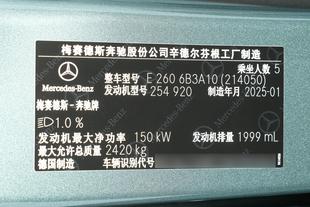 梅赛德斯奔驰股份公司辛德尔芬根工厂制造
乘坐人数 5
整车型号 E 260 6B3A10 (214050)
Mercedes-Benz
发动机型号 254 920 制造年月 2025-01
梅赛德斯-奔驰牌
1.0 %
发动机最大净功率 150 kW 发动机排量 1999 mL
最大允许总质量 2420 kg
德国制造 车辆识别代号